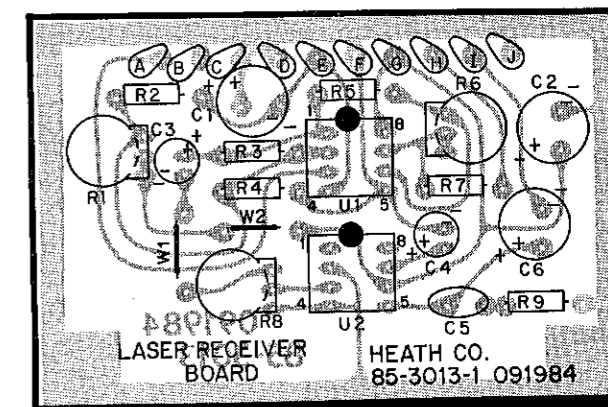 A B C D E F G H I J
R2 C1 R5 R6 C2
C3 R3 1 8
R1 R4 R7
4 U1 5
W1 W2 1 8 C4 C6
R8 4 U2 5 C5 R9
091984
LASER RECEIVER
BOARD
HEATH CO.
85-3013-1 091984